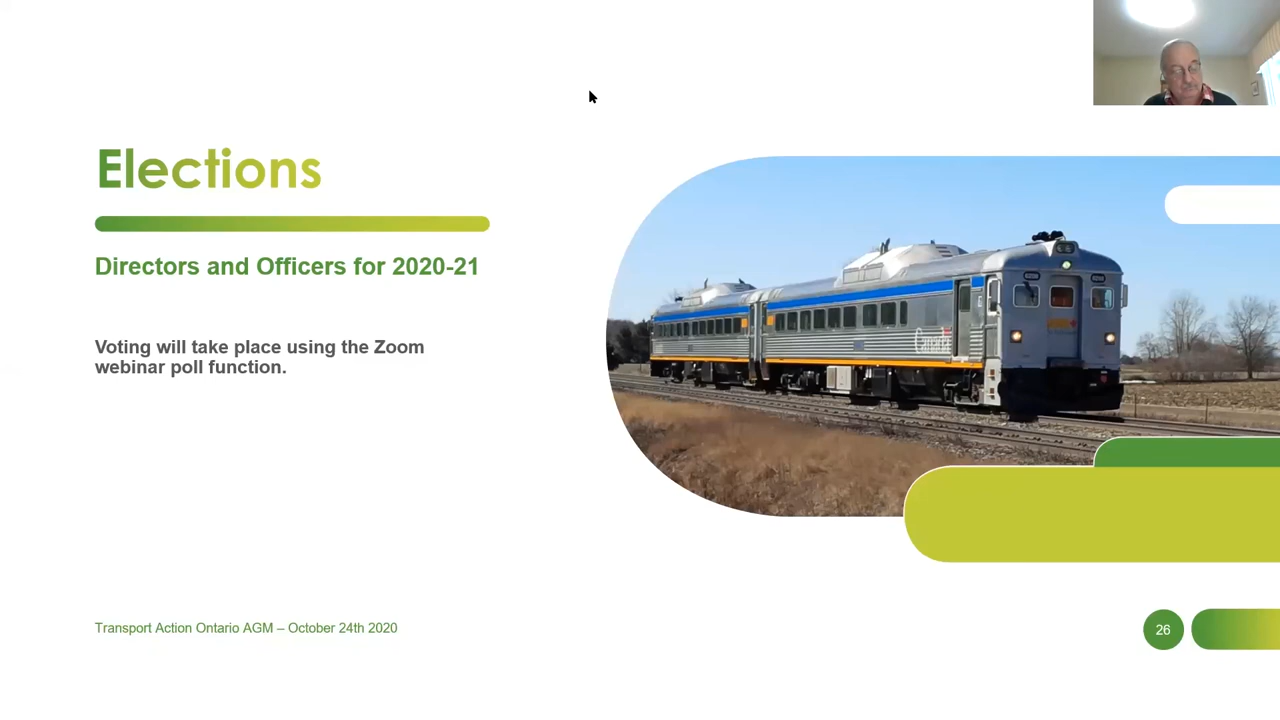 Elections
Directors and Officers for 2020-21
Voting will take place using the Zoom
webinar poll function.
Canada
Transport Action Ontario AGM – October 24th 2020
26